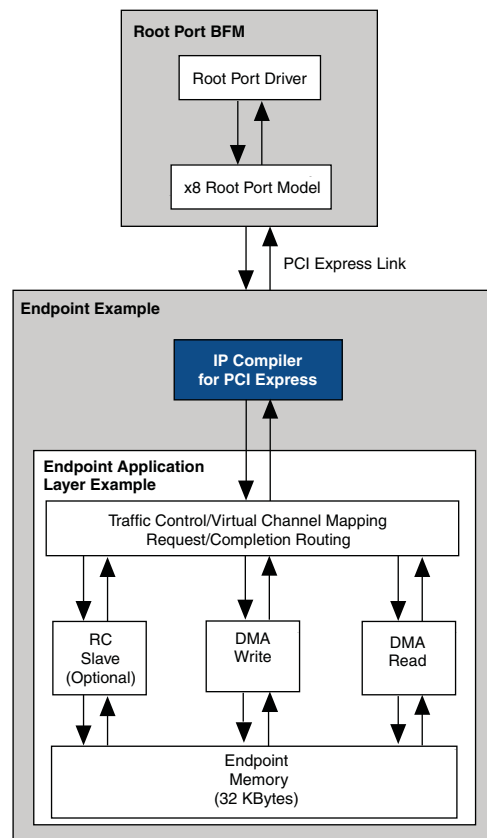 Root Port BFM
Root Port Driver
x8 Root Port Model
PCI Express Link
Endpoint Example
IP Compiler
for PCI Express
Endpoint Application
Layer Example
Traffic Control/Virtual Channel Mapping
Request/Completion Routing
RC
Slave
(Optional)
DMA
Write
DMA
Read
Endpoint
Memory
(32 KBytes)